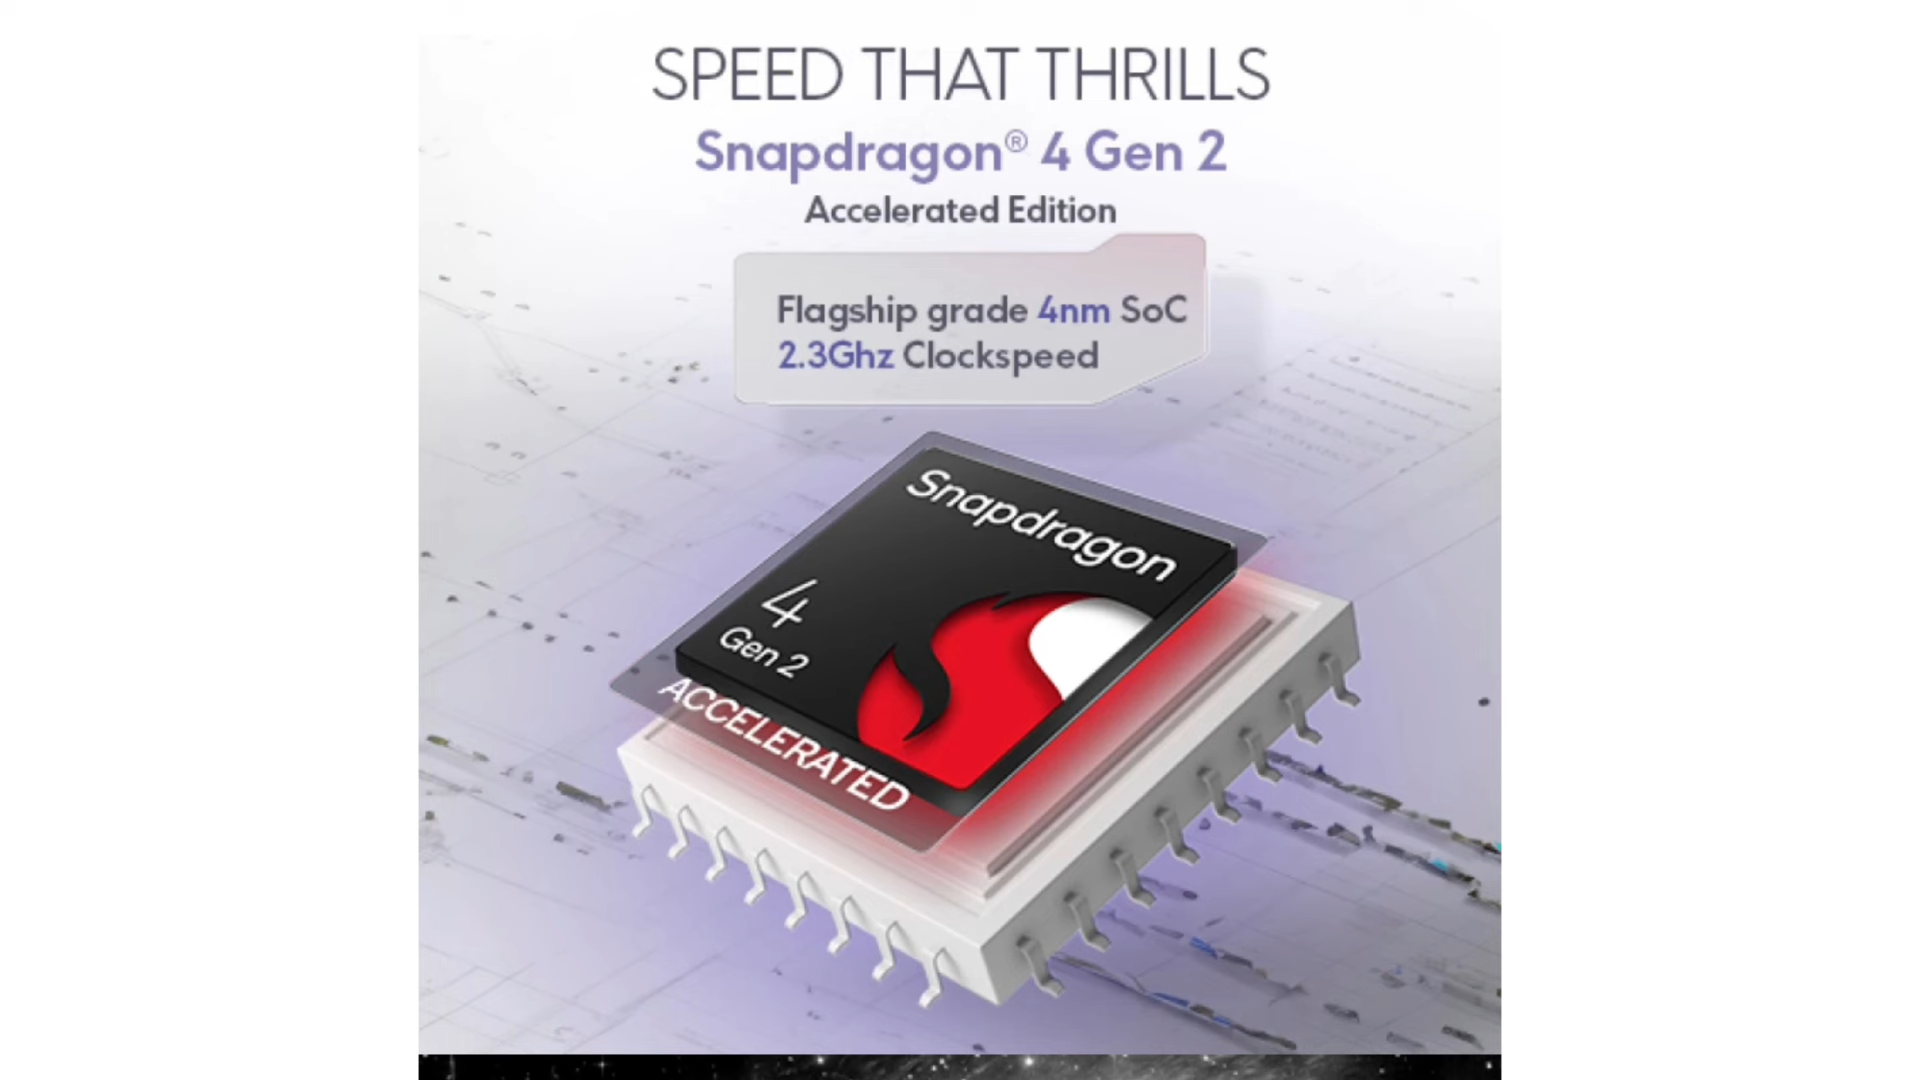 SPEED THAT THRILLS
Snapdragon® 4 Gen 2
Accelerated Edition
Flagship grade 4nm SoC
2.3Ghz Clockspeed
Snapdragon
4
Gen 2
ACCELERATED